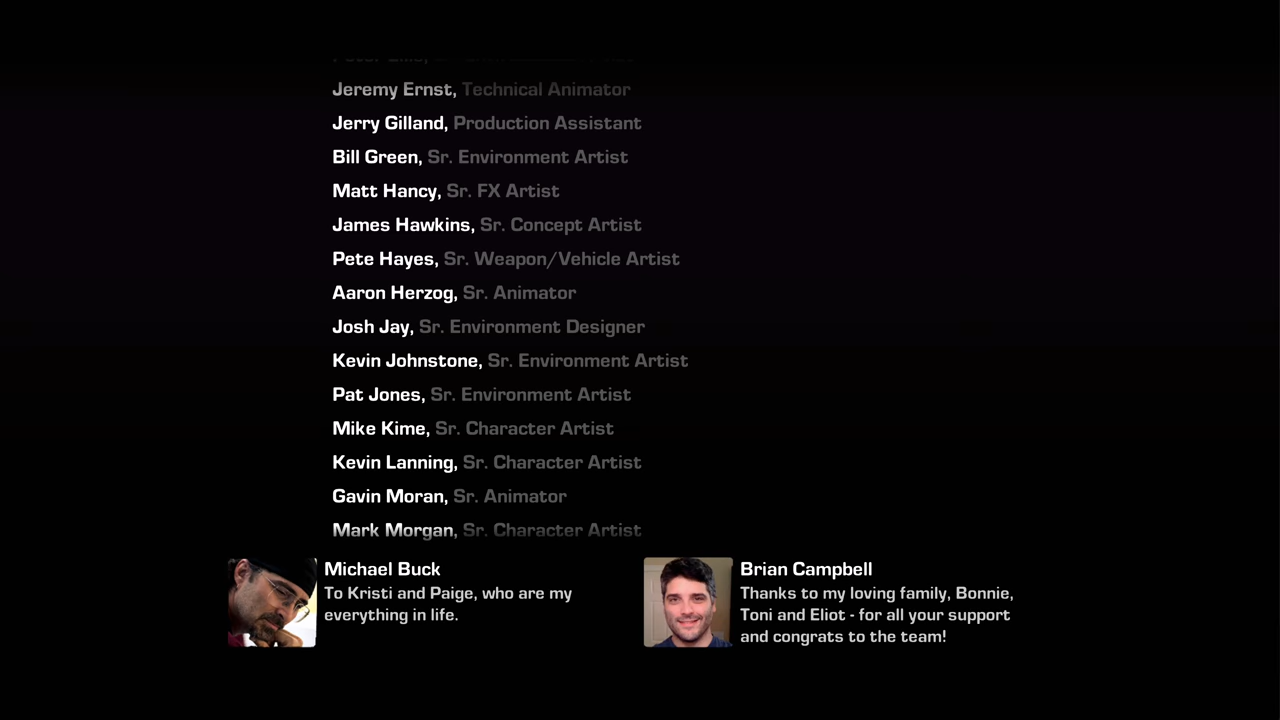 Jeremy Ernst, Technical Animator
Jerry Gilland, Production Assistant
Bill Green, Sr. Environment Artist
Matt Hancy, Sr. FX Artist
James Hawkins, Sr. Concept Artist
Pete Hayes, Sr. Weapon/Vehicle Artist
Aaron Herzog, Sr. Animator
Josh Jay, Sr. Environment Designer
Kevin Johnstone, Sr. Environment Artist
Pat Jones, Sr. Environment Artist
Mike Kime, Sr. Character Artist
Kevin Lanning, Sr. Character Artist
Gavin Moran, Sr. Animator
Mark Morgan, Sr. Character Artist
Michael Buck
To Kristi and Paige, who are my
everything in life.
Brian Campbell
Thanks to my loving family, Bonnie,
Toni and Eliot - for all your support
and congrats to the team!